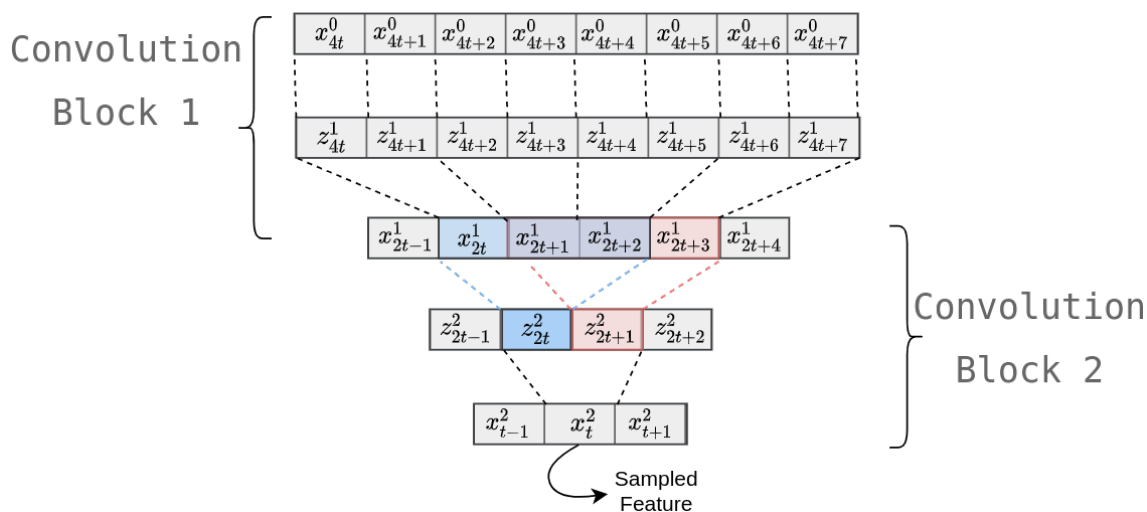 Convolution
Block 1
x^0_{4t} x^0_{4t+1} x^0_{4t+2} x^0_{4t+3} x^0_{4t+4} x^0_{4t+5} x^0_{4t+6} x^0_{4t+7}
z^1_{4t} z^1_{4t+1} z^1_{4t+2} z^1_{4t+3} z^1_{4t+4} z^1_{4t+5} z^1_{4t+6} z^1_{4t+7}
x^1_{2t-1} x^1_{2t} x^1_{2t+1} x^1_{2t+2} x^1_{2t+3} x^1_{2t+4}
Convolution
Block 2
z^2_{2t-1} z^2_{2t} z^2_{2t+1} z^2_{2t+2}
x^2_{t-1} x^2_t x^2_{t+1}
Sampled
Feature